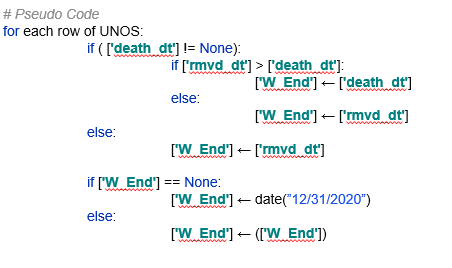 # Pseudo Code
for each row of UNOS:
if ( ['death_dt'] != None):
if ['rmvd_dt'] > ['death_dt']:
['W_End'] ← ['death_dt']
else:
['W_End'] ← ['rmvd_dt']
else:
['W_End'] ← ['rmvd_dt']
if ['W_End'] == None:
['W_End'] ← date(”12/31/2020”)
else:
['W_End'] ← (['W_End'])